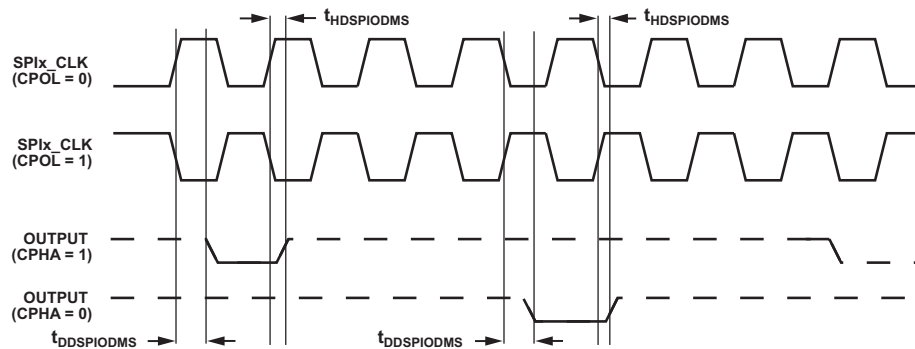 tHDSPIODMS
tHDSPIODMS
SPIx_CLK
(CPOL = 0)
SPIx_CLK
(CPOL = 1)
OUTPUT
(CPHA = 1)
OUTPUT
(CPHA = 0)
tDDSPIODMS
tDDSPIODMS